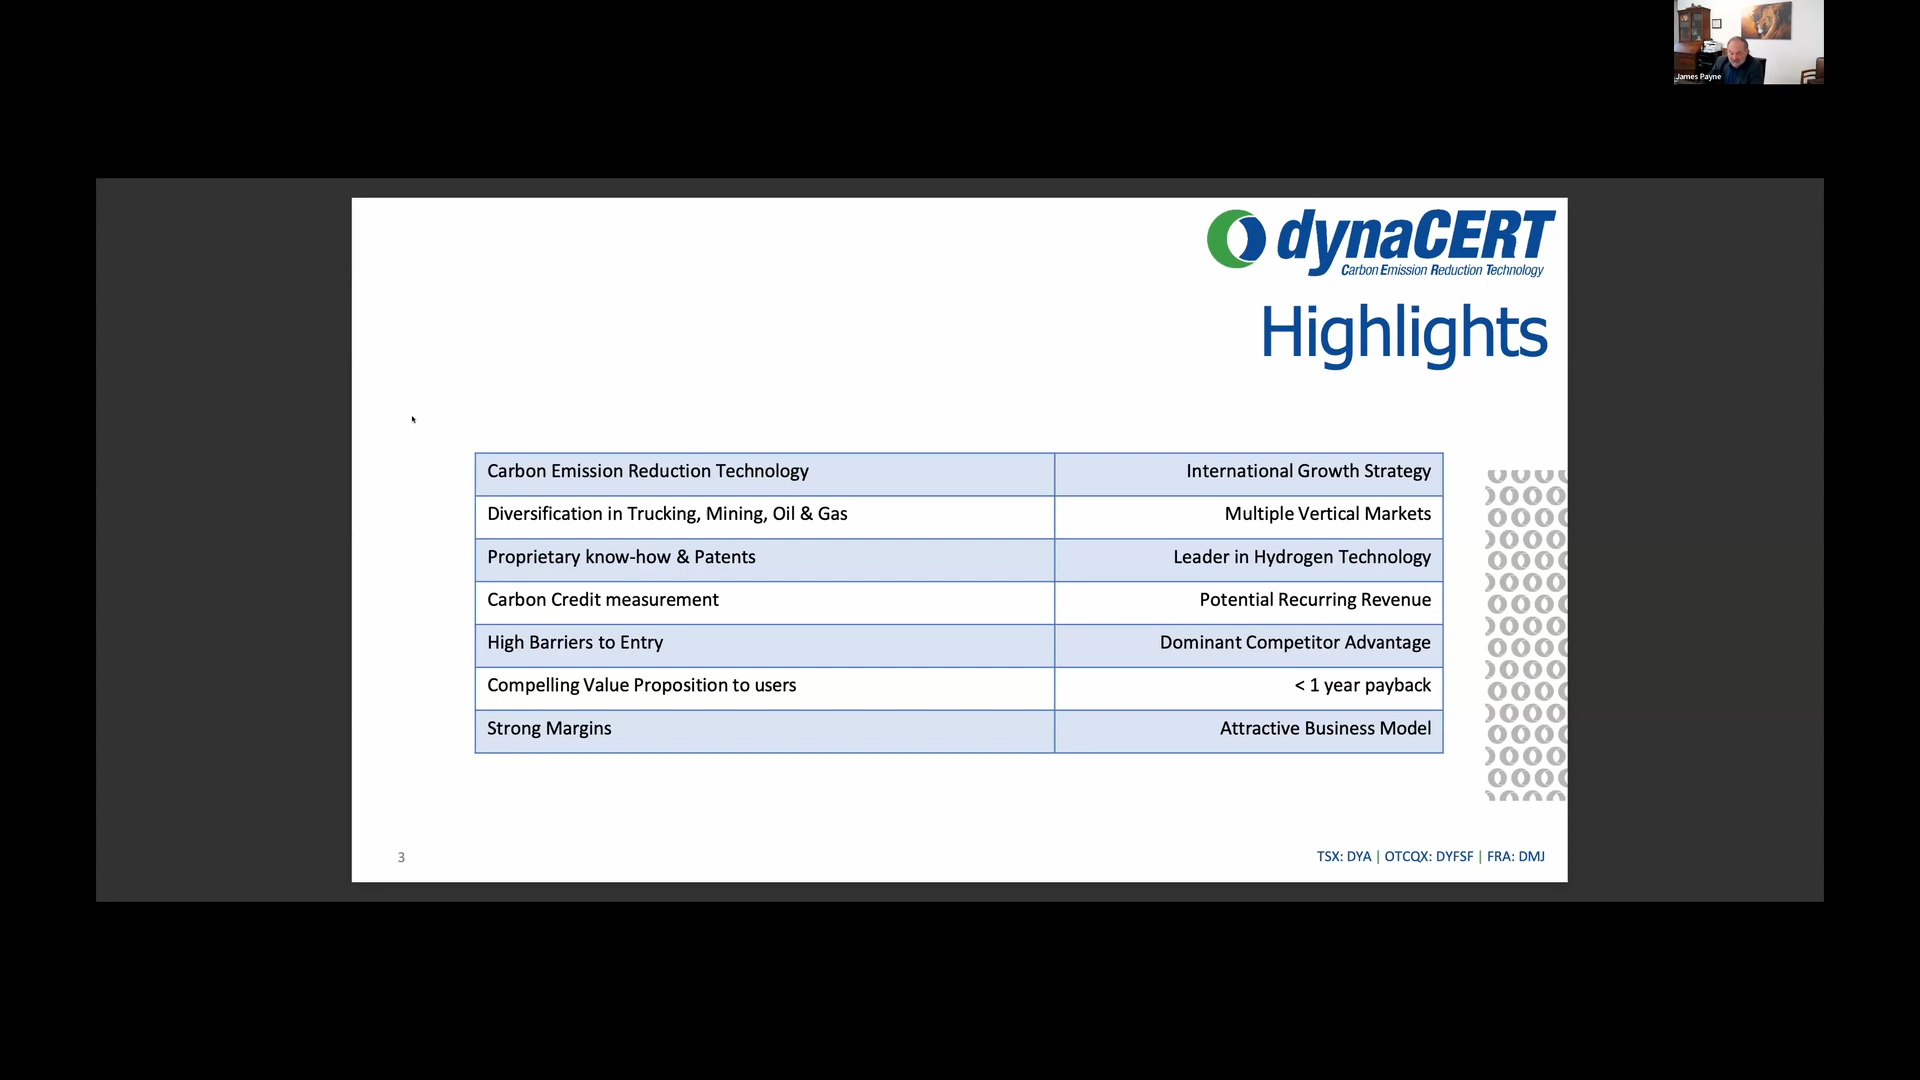 James Payne
dynaCERT
Carbon Emission Reduction Technology
Highlights
Carbon Emission Reduction Technology International Growth Strategy
Diversification in Trucking, Mining, Oil & Gas Multiple Vertical Markets
Proprietary know-how & Patents Leader in Hydrogen Technology
Carbon Credit measurement Potential Recurring Revenue
High Barriers to Entry Dominant Competitor Advantage
Compelling Value Proposition to users < 1 year payback
Strong Margins Attractive Business Model
3 TSX: DYA | OTCQX: DYFSF | FRA: DMJ